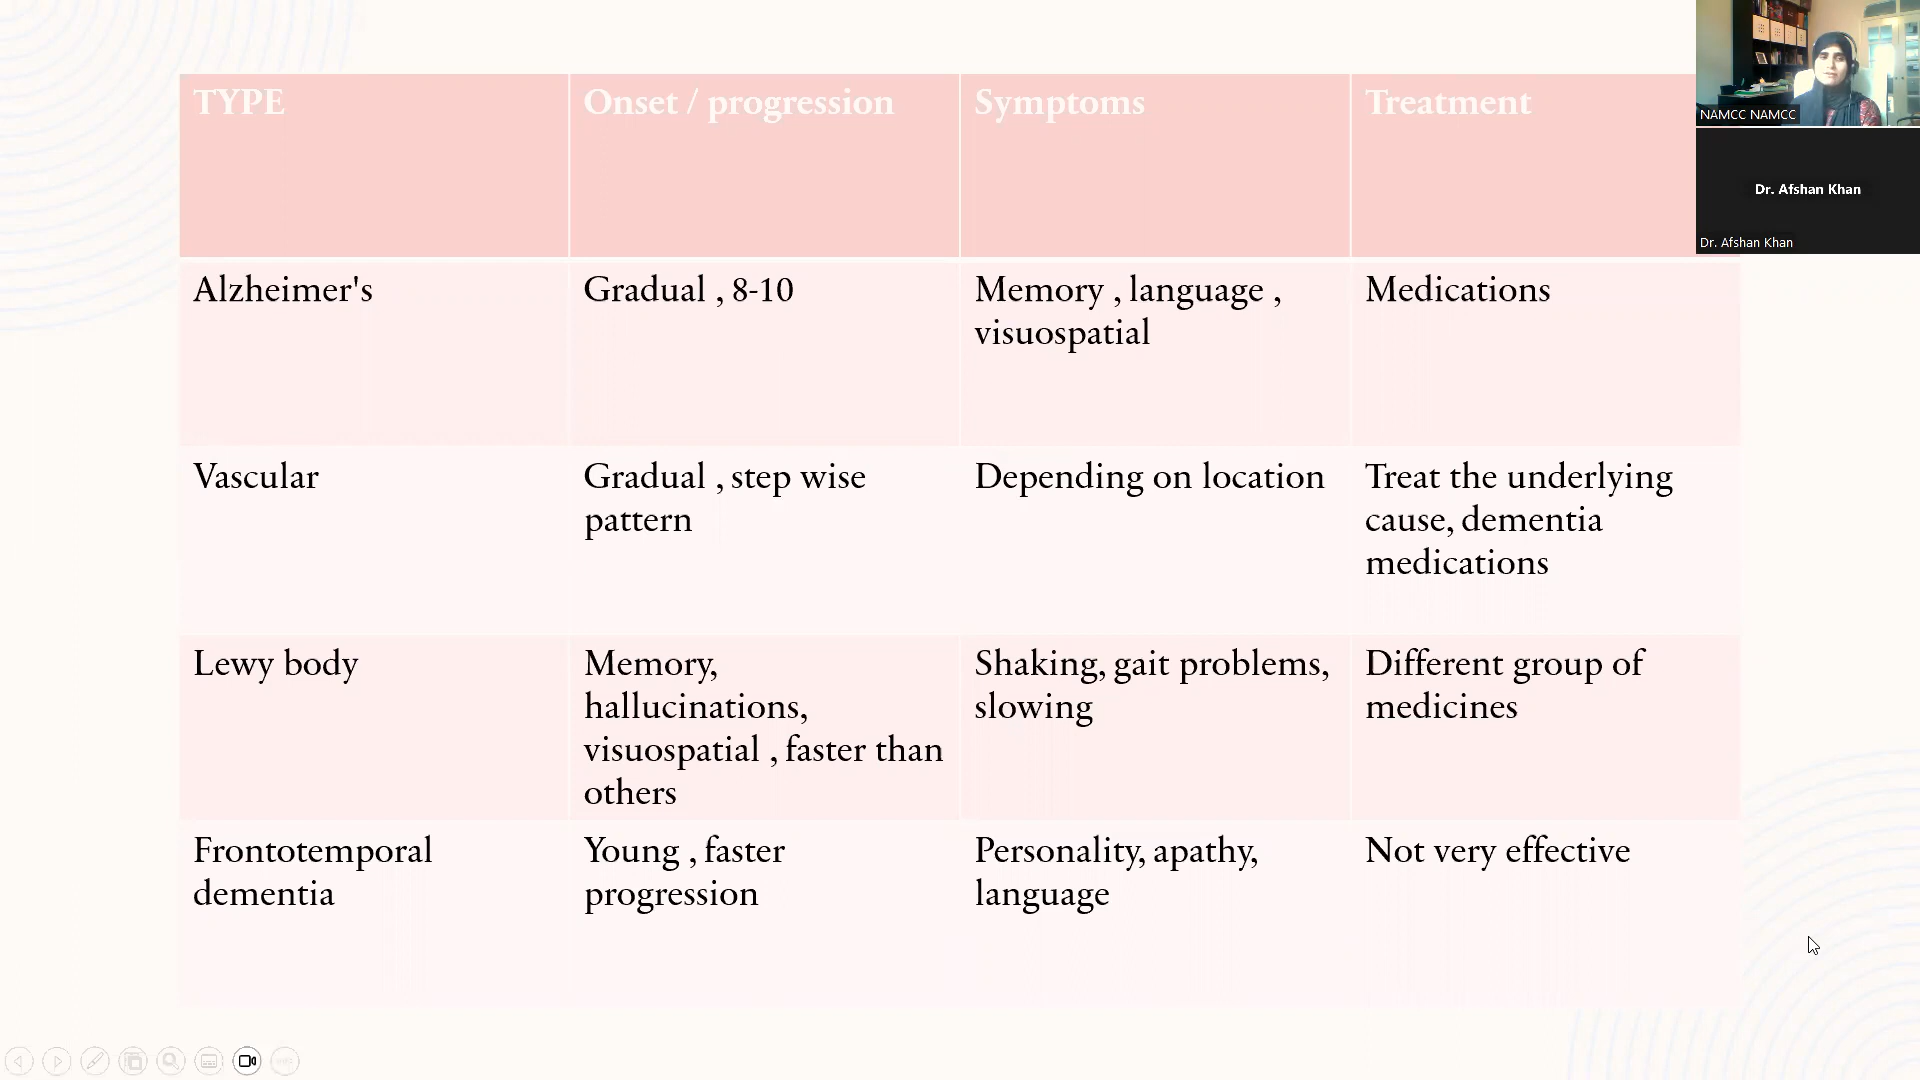 TYPE
Onset / progression
Symptoms
Treatment
Alzheimer's
Gradual , 8-10
Memory , language ,
visuospatial
Medications
Vascular
Gradual , step wise
pattern
Depending on location
Treat the underlying
cause, dementia
medications
Lewy body
Memory,
hallucinations,
visuospatial , faster than
others
Shaking, gait problems,
slowing
Different group of
medicines
Frontotemporal
dementia
Young , faster
progression
Personality, apathy,
language
Not very effective
NAMCC NAMCC
Dr. Afshan Khan
Dr. Afshan Khan